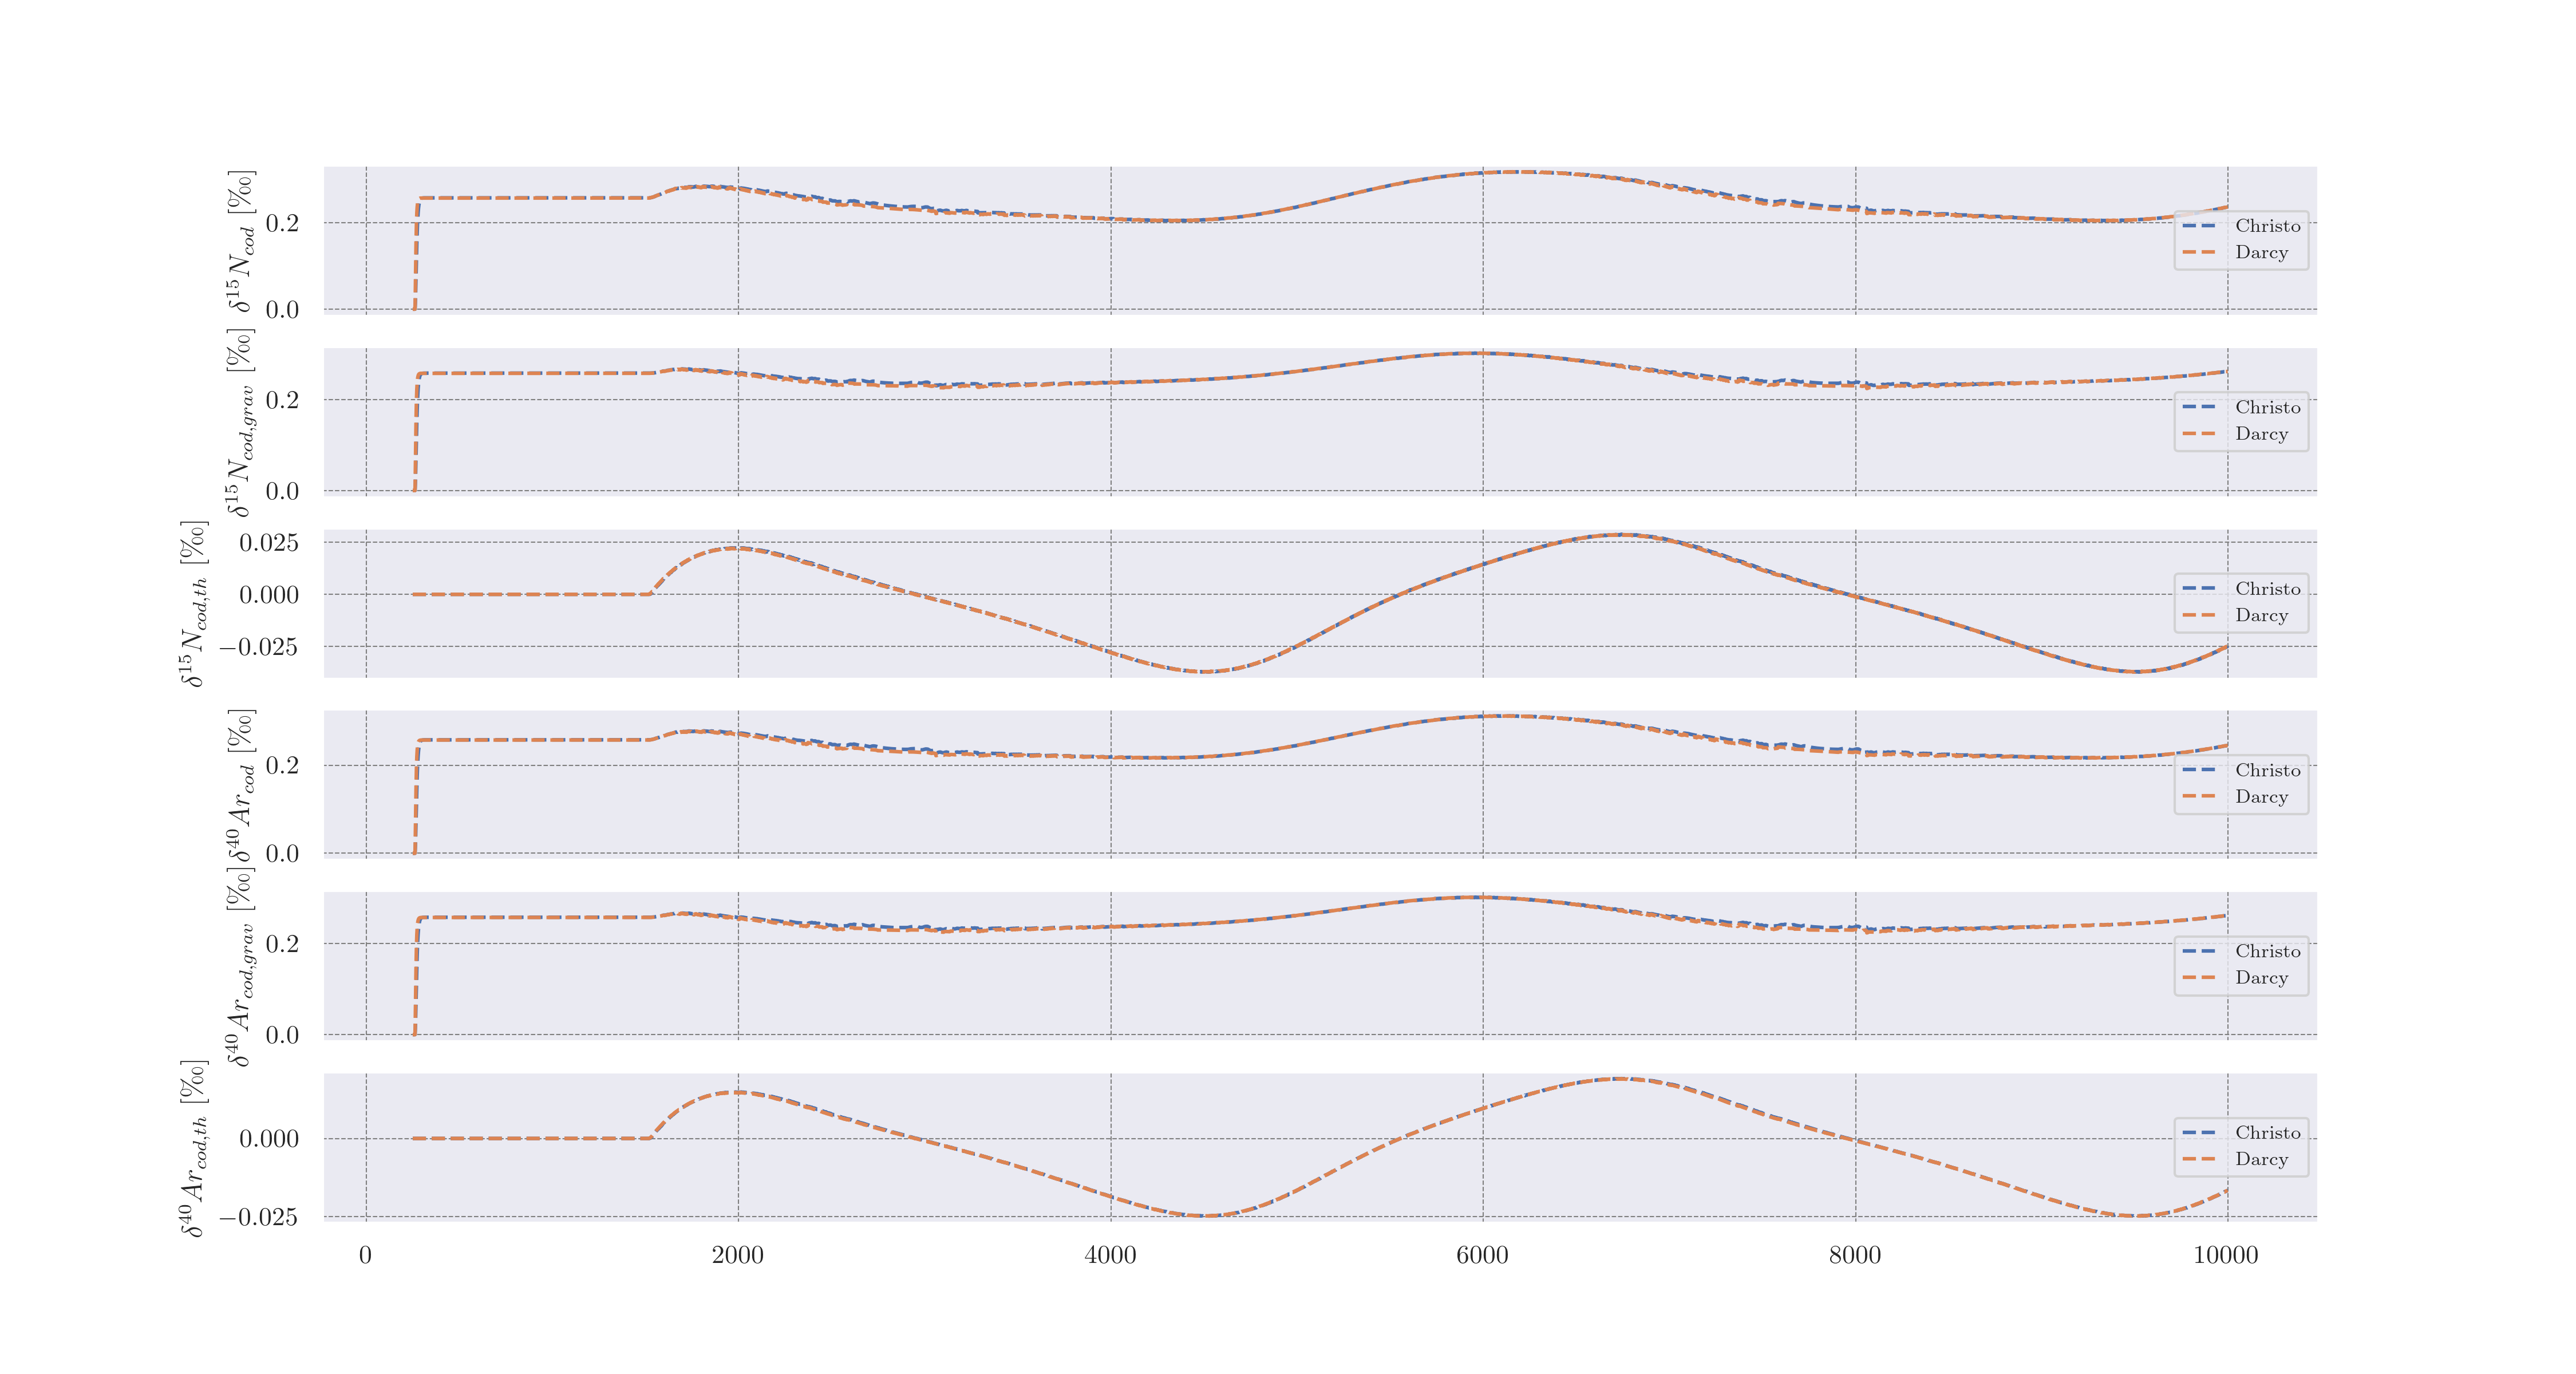 δ¹⁵N_cod [‰]
0.2
0.0
Christo
Darcy
δ¹⁵N_cod,grav [‰]
0.2
0.0
Christo
Darcy
δ¹⁵N_cod,th [‰]
0.025
0.000
−0.025
Christo
Darcy
δ⁴⁰Ar_cod [‰]
0.2
0.0
Christo
Darcy
δ⁴⁰Ar_cod,grav [‰]
0.2
0.0
Christo
Darcy
δ⁴⁰Ar_cod,th [‰]
0.000
−0.025
Christo
Darcy
0 2000 4000 6000 8000 10000